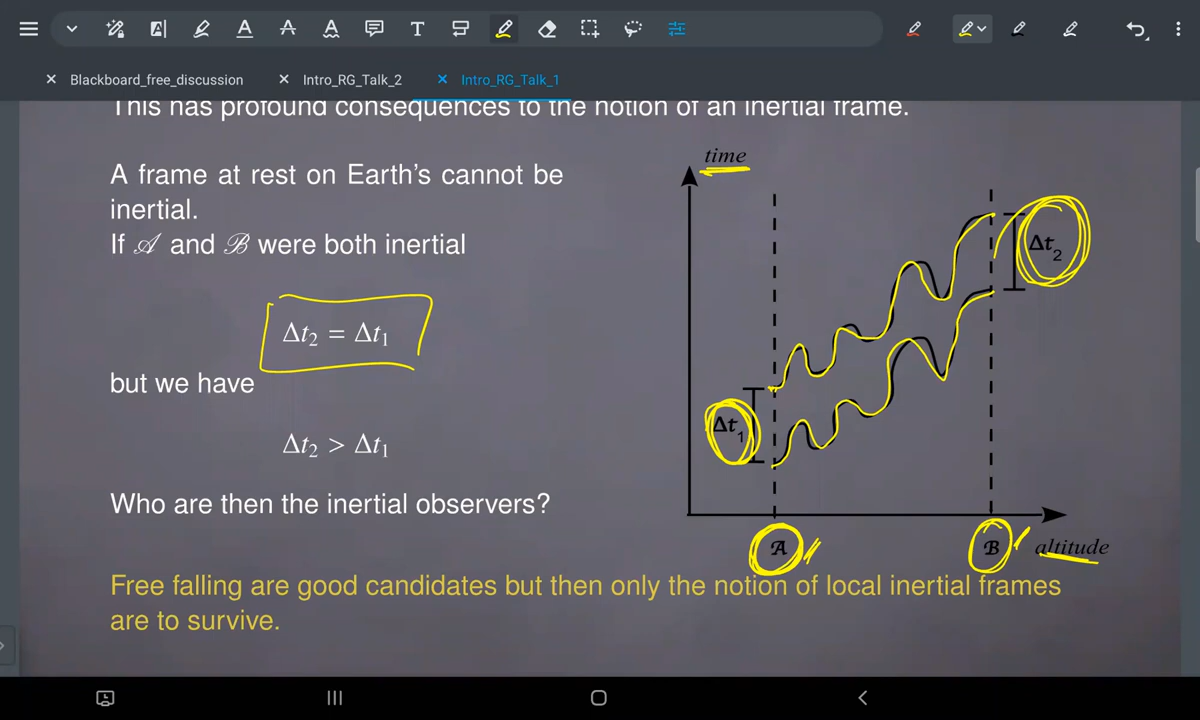 Blackboard_free_discussion
Intro_RG_Talk_2
Intro_RG_Talk_1
This has profound consequences to the notion of an inertial frame.
A frame at rest on Earth's cannot be
inertial.
If 𝒜 and ℬ were both inertial
Δt₂ = Δt₁
but we have
Δt₂ > Δt₁
Who are then the inertial observers?
Free falling are good candidates but then only the notion of local inertial frames
are to survive.
time
Δt₂
Δt₁
𝒜
ℬ
altitude